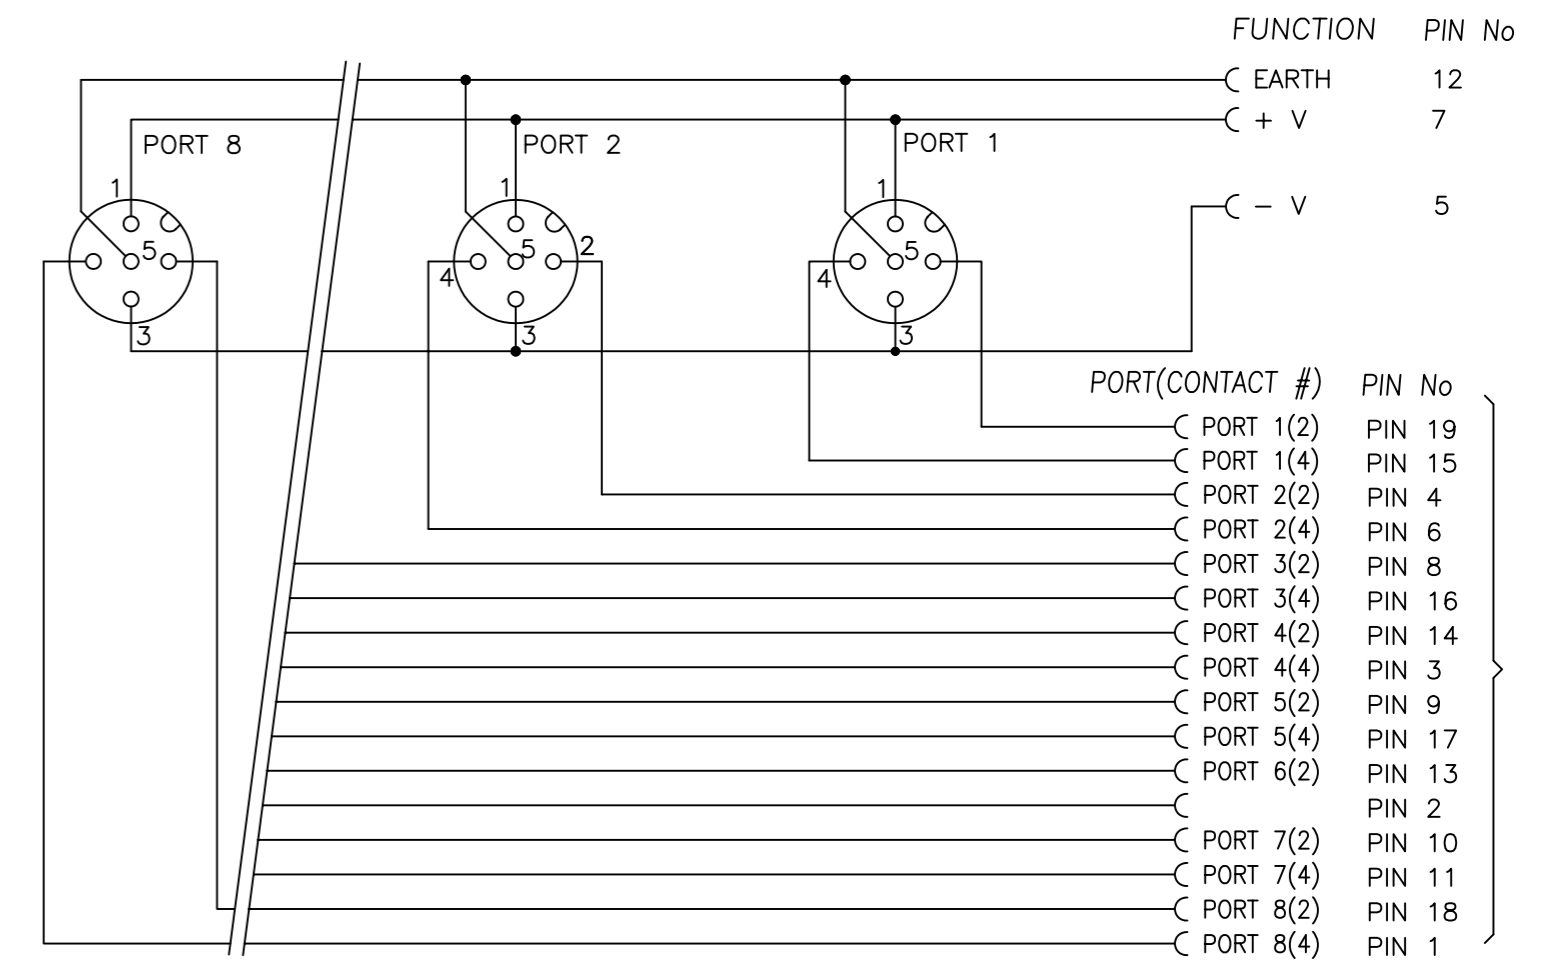 FUNCTION PIN No
EARTH 12
+ V 7
PORT 8 PORT 2 PORT 1
1 1 1
- V 5
5 5 2 5
4 4
3 3 3
PORT(CONTACT #) PIN No
PORT 1(2) PIN 19
PORT 1(4) PIN 15
PORT 2(2) PIN 4
PORT 2(4) PIN 6
PORT 3(2) PIN 8
PORT 3(4) PIN 16
PORT 4(2) PIN 14
PORT 4(4) PIN 3
PORT 5(2) PIN 9
PORT 5(4) PIN 17
PORT 6(2) PIN 13
PIN 2
PORT 7(2) PIN 10
PORT 7(4) PIN 11
PORT 8(2) PIN 18
PORT 8(4) PIN 1